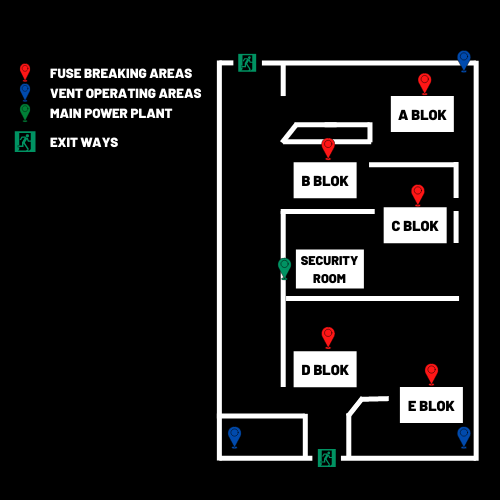 FUSE BREAKING AREAS
VENT OPERATING AREAS
MAIN POWER PLANT
EXIT WAYS
A BLOK
B BLOK
C BLOK
SECURITY
ROOM
D BLOK
E BLOK